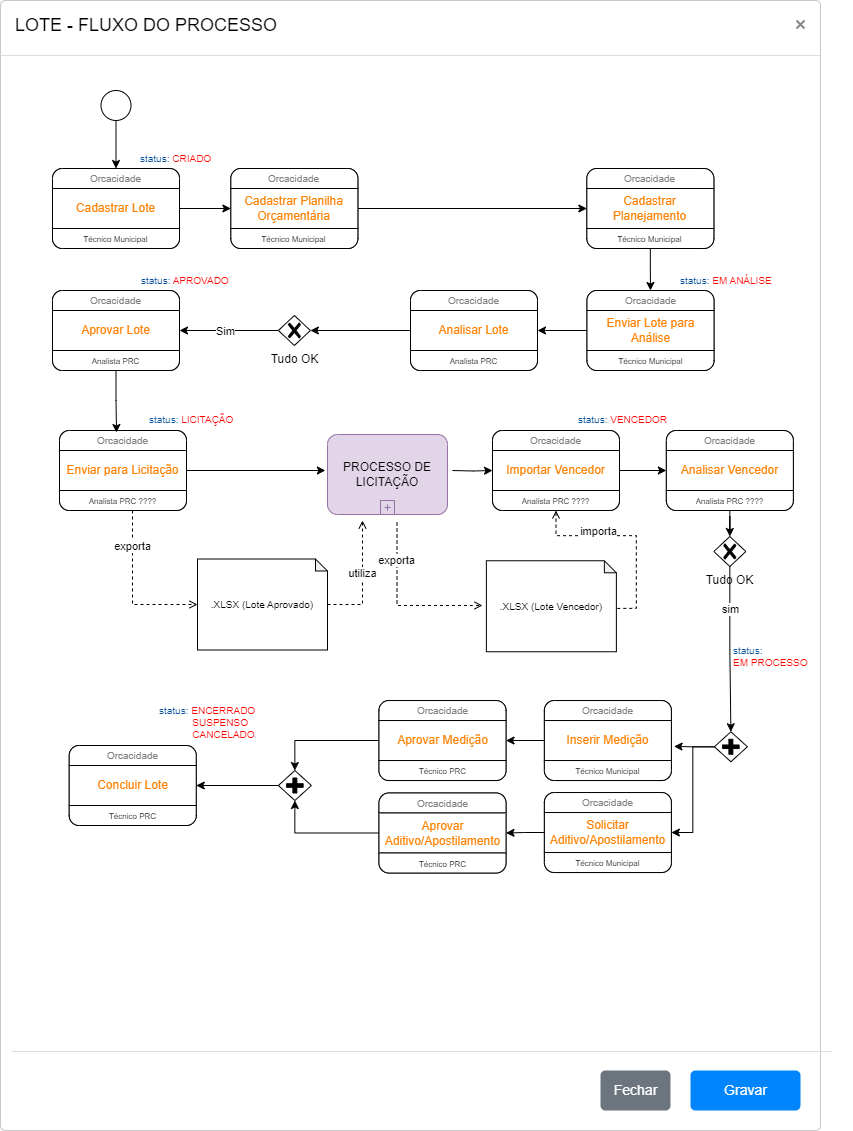 LOTE - FLUXO DO PROCESSO
×
status: CRIADO
Orcacidade
Cadastrar Lote
Técnico Municipal
Orcacidade
Cadastrar Planilha
Orçamentária
Técnico Municipal
Orcacidade
Cadastrar
Planejamento
Técnico Municipal
status: APROVADO
Orcacidade
Aprovar Lote
Analista PRC
Sim
Tudo OK
Orcacidade
Analisar Lote
Analista PRC
status: EM ANÁLISE
Orcacidade
Enviar Lote para
Análise
Técnico Municipal
status: LICITAÇÃO
Orcacidade
Enviar para Licitação
Analista PRC ????
PROCESSO DE
LICITAÇÃO
status: VENCEDOR
Orcacidade
Importar Vencedor
Analista PRC ????
Orcacidade
Analisar Vencedor
Analista PRC ????
exporta
.XLSX (Lote Aprovado)
utiliza
exporta
.XLSX (Lote Vencedor)
importa
Tudo OK
sim
status:
EM PROCESSO
status: ENCERRADO
SUSPENSO
CANCELADO
Orcacidade
Concluir Lote
Técnico PRC
Orcacidade
Aprovar Medição
Técnico PRC
Orcacidade
Inserir Medição
Técnico Municipal
Orcacidade
Aprovar
Aditivo/Apostilamento
Técnico PRC
Orcacidade
Solicitar
Aditivo/Apostilamento
Técnico Municipal
Fechar
Gravar